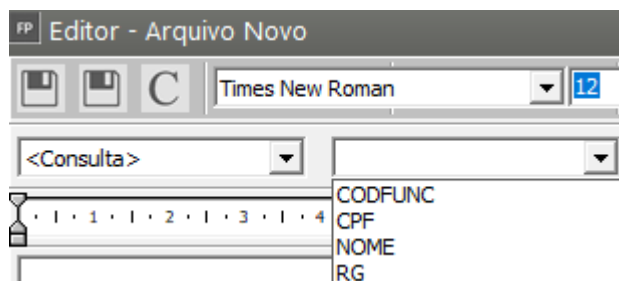 FP Editor - Arquivo Novo
C Times New Roman 12
<Consulta>
CODFUNC
1 2 3 4 CPF
NOME
RG